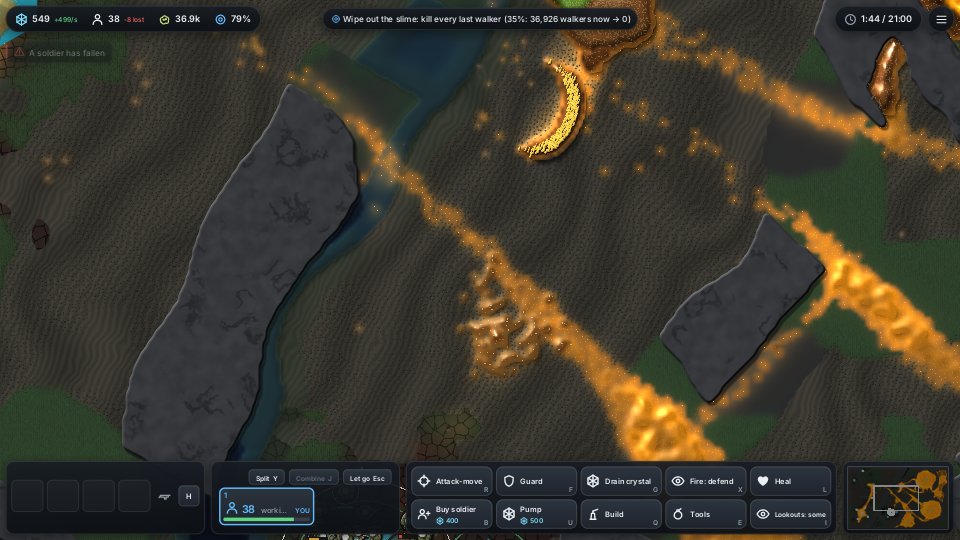 549 +499/s 38 -8 lost 36.9k 79%
Wipe out the slime: kill every last walker (35%: 36,926 walkers now → 0)
1:44 / 21:00
A soldier has fallen
H
Split Y Combine J Let go Esc
1
38 worki... YOU
Attack-move R
Guard F
Drain crystal G
Fire: defend X
Heal L
Buy soldier 400 B
Pump 500 U
Build Q
Tools E
Lookouts: some I